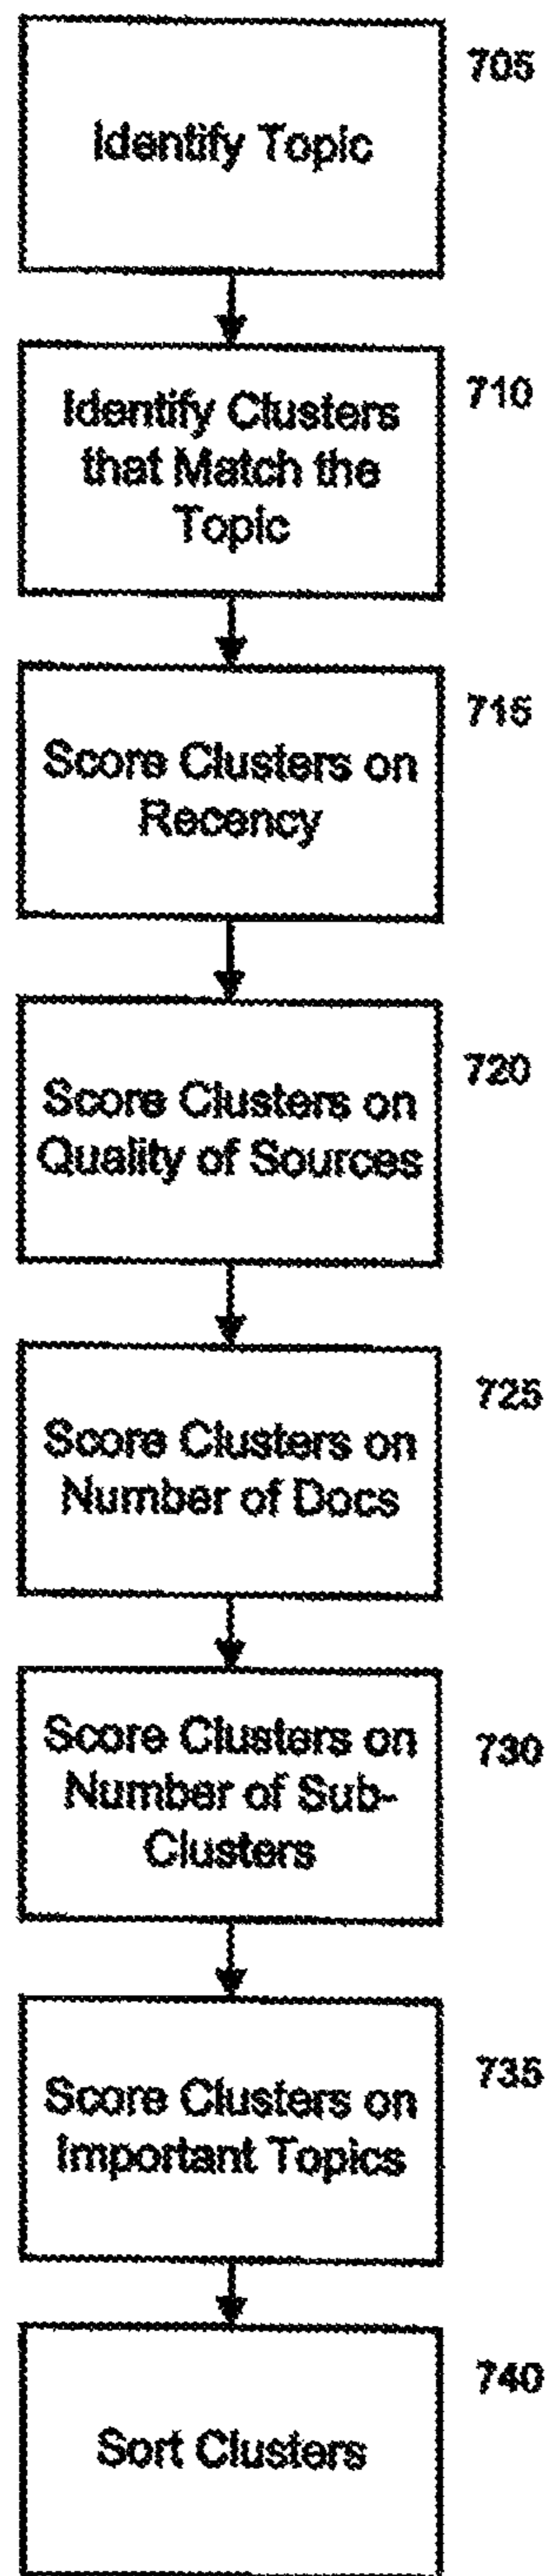 705
Identify Topic
710
Identify Clusters
that Match the
Topic
715
Score Clusters on
Recency
720
Score Clusters on
Quality of Sources
725
Score Clusters on
Number of Docs
730
Score Clusters on
Number of Sub-
Clusters
735
Score Clusters on
Important Topics
740
Sort Clusters